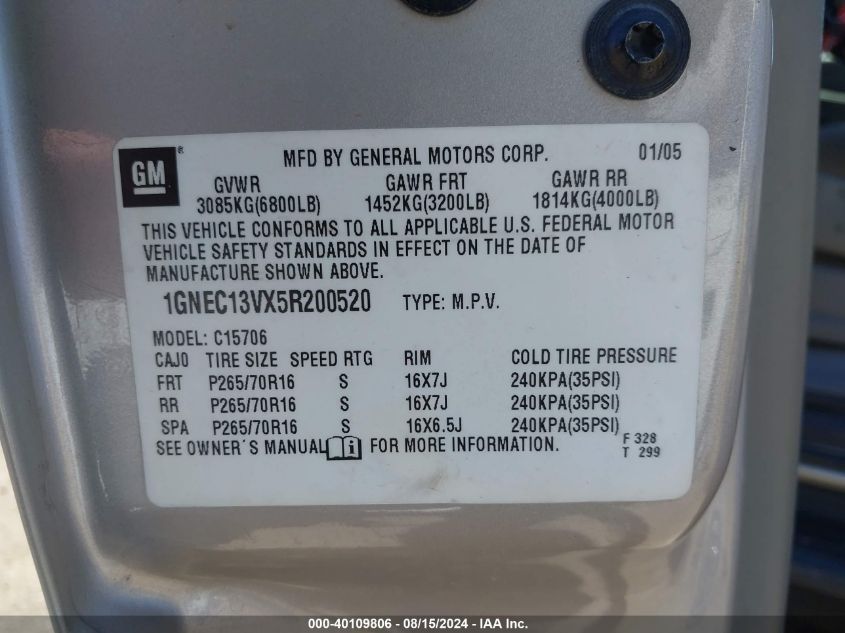 GM®
MFD BY GENERAL MOTORS CORP. 01/05
GVWR GAWR FRT GAWR RR
3085KG(6800LB) 1452KG(3200LB) 1814KG(4000LB)
THIS VEHICLE CONFORMS TO ALL APPLICABLE U.S. FEDERAL MOTOR
VEHICLE SAFETY STANDARDS IN EFFECT ON THE DATE OF
MANUFACTURE SHOWN ABOVE.
1GNEC13VX5R200520 TYPE: M.P.V.
MODEL: C15706
CAJ0 TIRE SIZE SPEED RTG RIM COLD TIRE PRESSURE
FRT P265/70R16 S 16X7J 240KPA(35PSI)
RR P265/70R16 S 16X7J 240KPA(35PSI)
SPA P265/70R16 S 16X6.5J 240KPA(35PSI)
SEE OWNER´S MANUAL i FOR MORE INFORMATION.
F 328
T 299
000-40109806 - 08/15/2024 - IAA Inc.